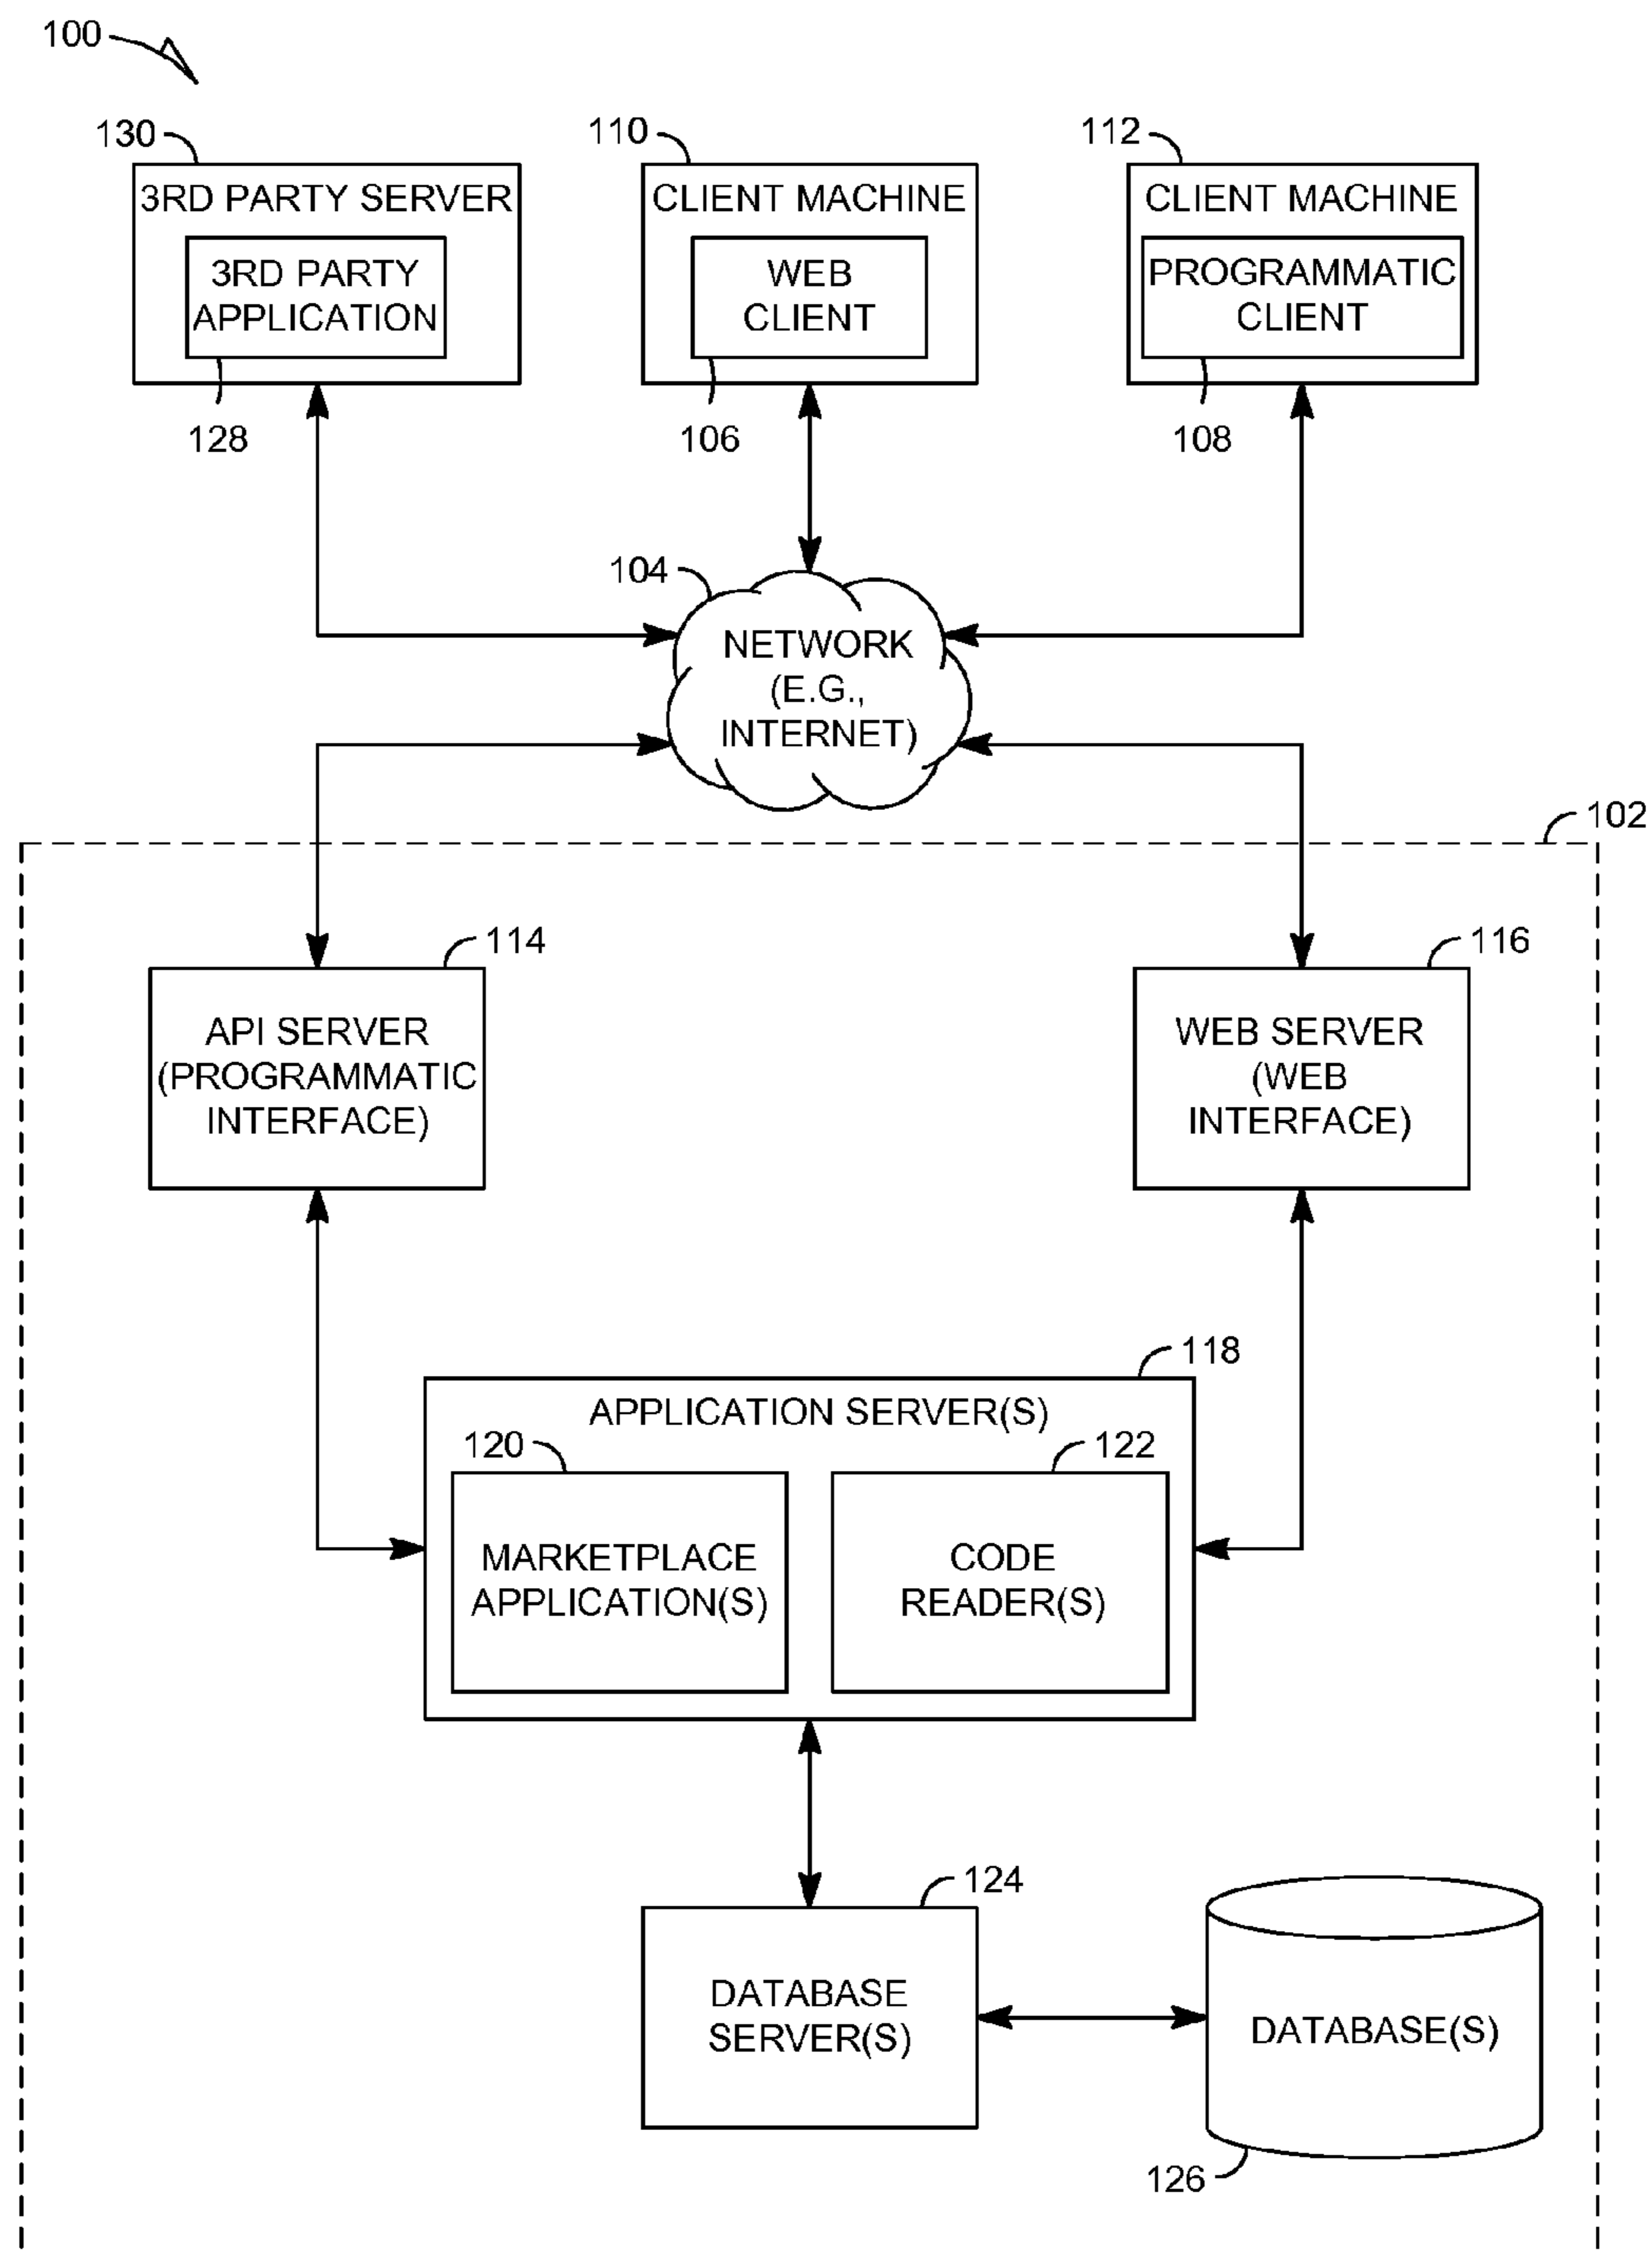 100
130
110
112
3RD PARTY SERVER
3RD PARTY
APPLICATION
128
CLIENT MACHINE
WEB
CLIENT
106
CLIENT MACHINE
PROGRAMMATIC
CLIENT
108
104
NETWORK
(E.G.,
INTERNET)
102
114
API SERVER
(PROGRAMMATIC
INTERFACE)
116
WEB SERVER
(WEB
INTERFACE)
118
APPLICATION SERVER(S)
120
MARKETPLACE
APPLICATION(S)
122
CODE
READER(S)
124
DATABASE
SERVER(S)
DATABASE(S)
126